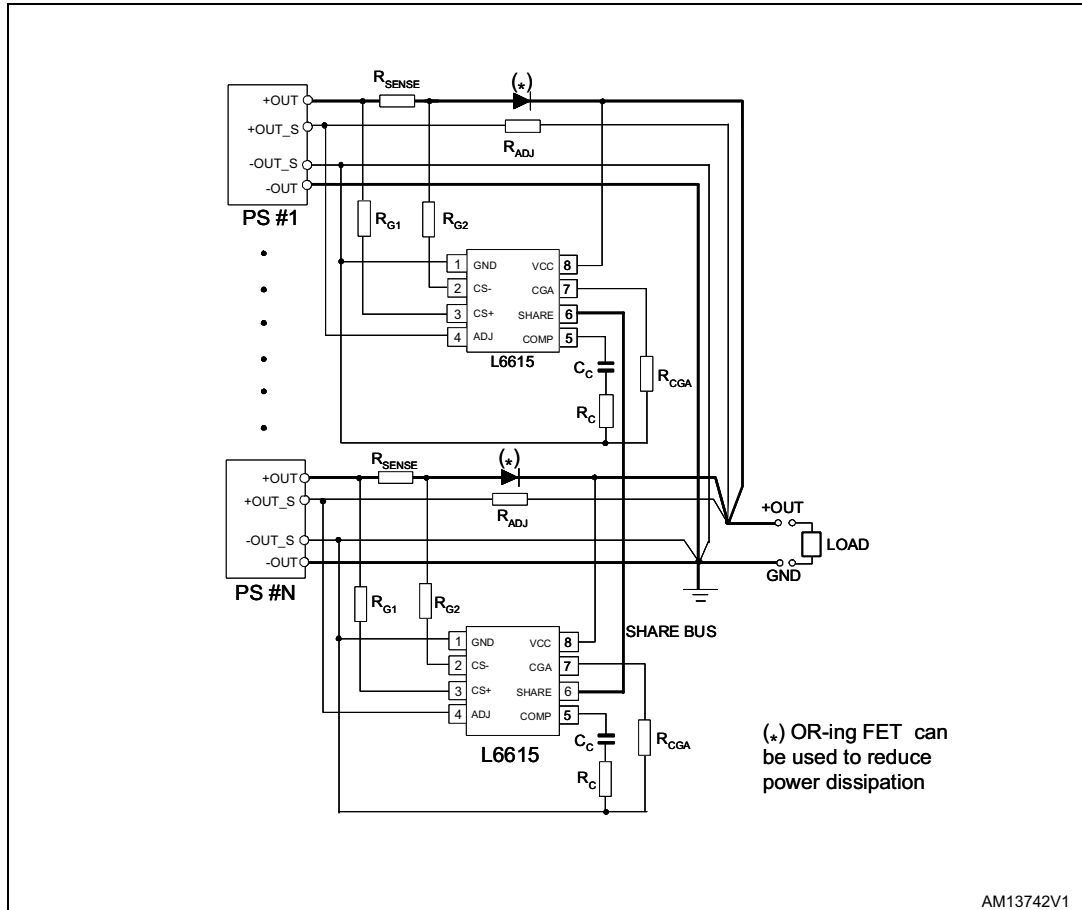 R_SENSE
(*)
+OUT
+OUT_S
R_ADJ
-OUT_S
-OUT
PS #1
R_G1
R_G2
1 GND VCC 8
2 CS- CGA 7
3 CS+ SHARE 6
4 ADJ COMP 5
L6615
C_C
R_CGA
R_C
R_SENSE
(*)
+OUT
+OUT_S
R_ADJ
+OUT
-OUT_S
LOAD
-OUT
GND
PS #N
R_G1
R_G2
SHARE BUS
1 GND VCC 8
2 CS- CGA 7
3 CS+ SHARE 6
4 ADJ COMP 5
L6615
C_C
R_CGA
R_C
(*) OR-ing FET can
be used to reduce
power dissipation
AM13742V1